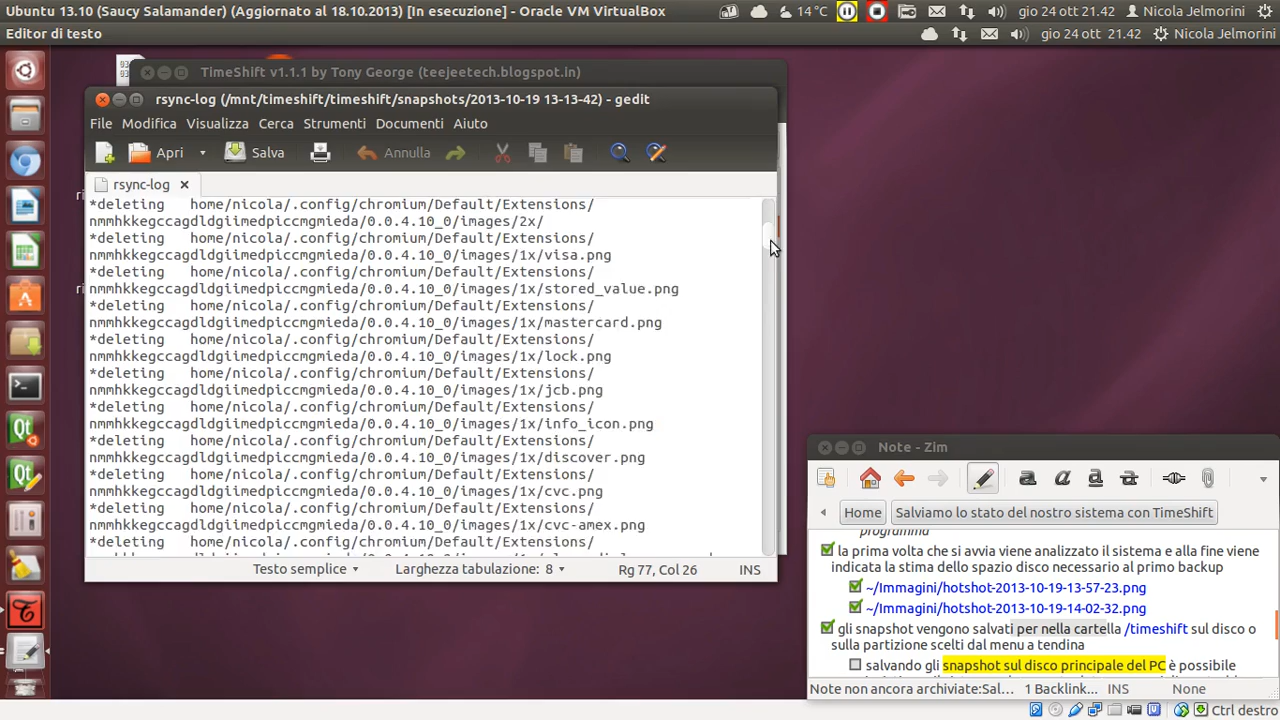 Ubuntu 13.10 (Saucy Salamander) (Aggiornato al 18.10.2013) [In esecuzione] - Oracle VM VirtualBox
14 °C
gio 24 ott 21.42
Nicola Jelmorini
Editor di testo
gio 24 ott 21.42
Nicola Jelmorini
TimeShift v1.1.1 by Tony George (teejeetech.blogspot.in)
rsync-log (/mnt/timeshift/timeshift/snapshots/2013-10-19 13-13-42) - gedit
File Modifica Visualizza Cerca Strumenti Documenti Aiuto
Apri Salva Annulla
rsync-log
*deleting home/nicola/.config/chromium/Default/Extensions/
nmmhkkegccagdldgiimedpiccmgmieda/0.0.4.10_0/images/2x/
*deleting home/nicola/.config/chromium/Default/Extensions/
nmmhkkegccagdldgiimedpiccmgmieda/0.0.4.10_0/images/1x/visa.png
*deleting home/nicola/.config/chromium/Default/Extensions/
nmmhkkegccagdldgiimedpiccmgmieda/0.0.4.10_0/images/1x/stored_value.png
*deleting home/nicola/.config/chromium/Default/Extensions/
nmmhkkegccagdldgiimedpiccmgmieda/0.0.4.10_0/images/1x/mastercard.png
*deleting home/nicola/.config/chromium/Default/Extensions/
nmmhkkegccagdldgiimedpiccmgmieda/0.0.4.10_0/images/1x/lock.png
*deleting home/nicola/.config/chromium/Default/Extensions/
nmmhkkegccagdldgiimedpiccmgmieda/0.0.4.10_0/images/1x/jcb.png
*deleting home/nicola/.config/chromium/Default/Extensions/
nmmhkkegccagdldgiimedpiccmgmieda/0.0.4.10_0/images/1x/info_icon.png
*deleting home/nicola/.config/chromium/Default/Extensions/
nmmhkkegccagdldgiimedpiccmgmieda/0.0.4.10_0/images/1x/discover.png
*deleting home/nicola/.config/chromium/Default/Extensions/
nmmhkkegccagdldgiimedpiccmgmieda/0.0.4.10_0/images/1x/cvc.png
*deleting home/nicola/.config/chromium/Default/Extensions/
nmmhkkegccagdldgiimedpiccmgmieda/0.0.4.10_0/images/1x/cvc-amex.png
*deleting home/nicola/.config/chromium/Default/Extensions/
Testo semplice Larghezza tabulazione: 8 Rg 77, Col 26 INS
Note - Zim
Home Salviamo lo stato del nostro sistema con TimeShift
programma
la prima volta che si avvia viene analizzato il sistema e alla fine viene
indicata la stima dello spazio disco necessario al primo backup
~/Immagini/hotshot-2013-10-19-13-57-23.png
~/Immagini/hotshot-2013-10-19-14-02-32.png
gli snapshot vengono salvati per nella cartella /timeshift sul disco o
sulla partizione scelti dal menu a tendina
salvando gli snapshot sul disco principale del PC è possibile
Note non ancora archiviate:Sal... 1 Backlink... INS None
Ctrl destro